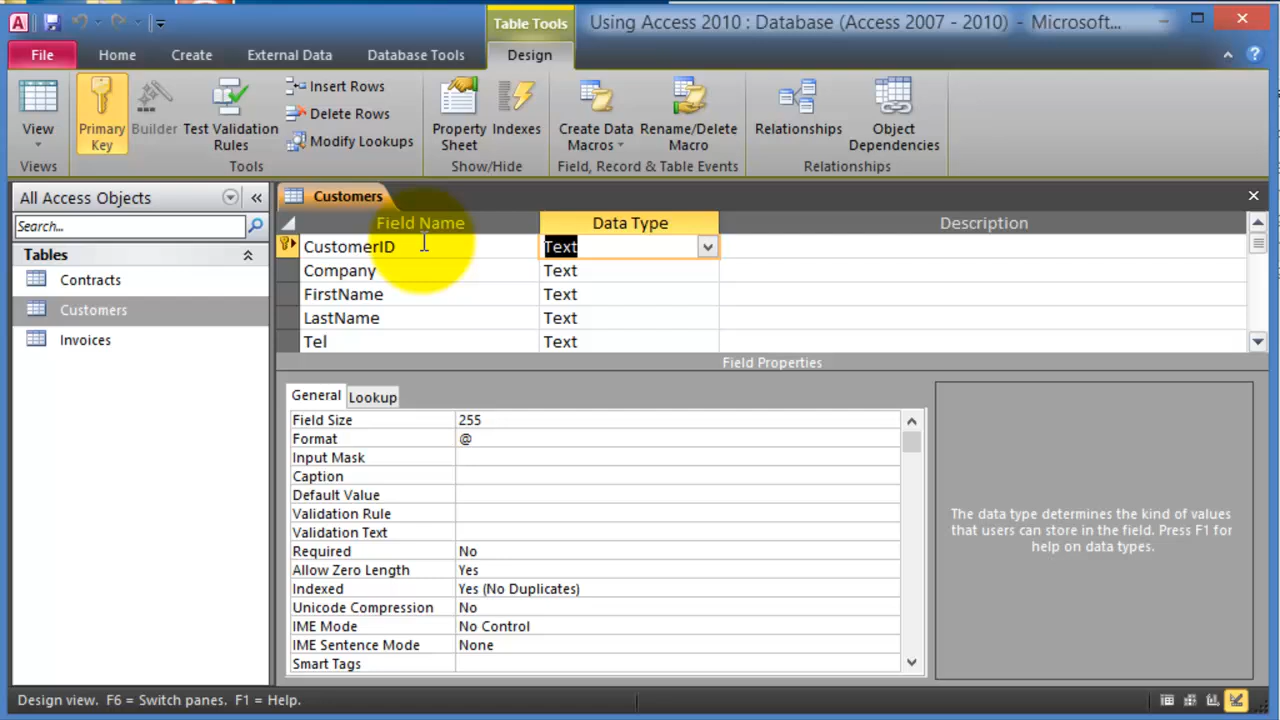 Using Access 2010 : Database (Access 2007 - 2010) - Microsoft...
Table Tools
File Home Create External Data Database Tools Design
View
Views
Primary Key
Builder
Test Validation Rules
Insert Rows
Delete Rows
Modify Lookups
Tools
Property Sheet
Indexes
Show/Hide
Create Data Macros
Rename/Delete Macro
Field, Record & Table Events
Relationships
Object Dependencies
Relationships
All Access Objects
Search...
Tables
Contracts
Customers
Invoices
Customers
Field Name Data Type Description
CustomerID Text
Company Text
FirstName Text
LastName Text
Tel Text
Field Properties
General Lookup
Field Size 255
Format @
Input Mask
Caption
Default Value
Validation Rule
Validation Text
Required No
Allow Zero Length Yes
Indexed Yes (No Duplicates)
Unicode Compression No
IME Mode No Control
IME Sentence Mode None
Smart Tags
The data type determines the kind of values
that users can store in the field. Press F1 for
help on data types.
Design view. F6 = Switch panes. F1 = Help.